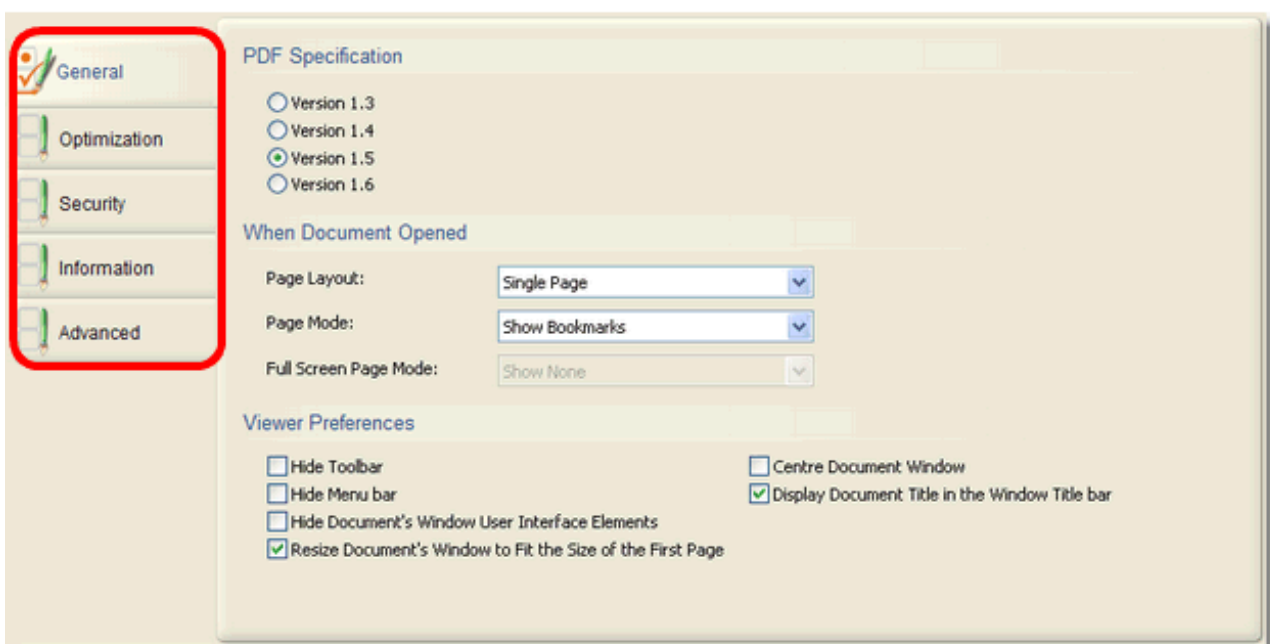 General
Optimization
Security
Information
Advanced
PDF Specification
Version 1.3
Version 1.4
Version 1.5
Version 1.6
When Document Opened
Page Layout: Single Page
Page Mode: Show Bookmarks
Full Screen Page Mode: Show None
Viewer Preferences
Hide Toolbar
Hide Menu bar
Hide Document's Window User Interface Elements
Resize Document's Window to Fit the Size of the First Page
Centre Document Window
Display Document Title in the Window Title bar